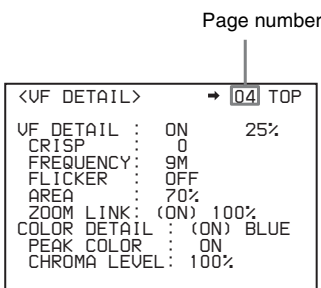 Page number
<VF DETAIL> ➡ 04 TOP
VF DETAIL : ON 25%
CRISP : 0
FREQUENCY: 9M
FLICKER : OFF
AREA : 70%
ZOOM LINK: (ON) 100%
COLOR DETAIL : (ON) BLUE
PEAK COLOR : ON
CHROMA LEVEL: 100%